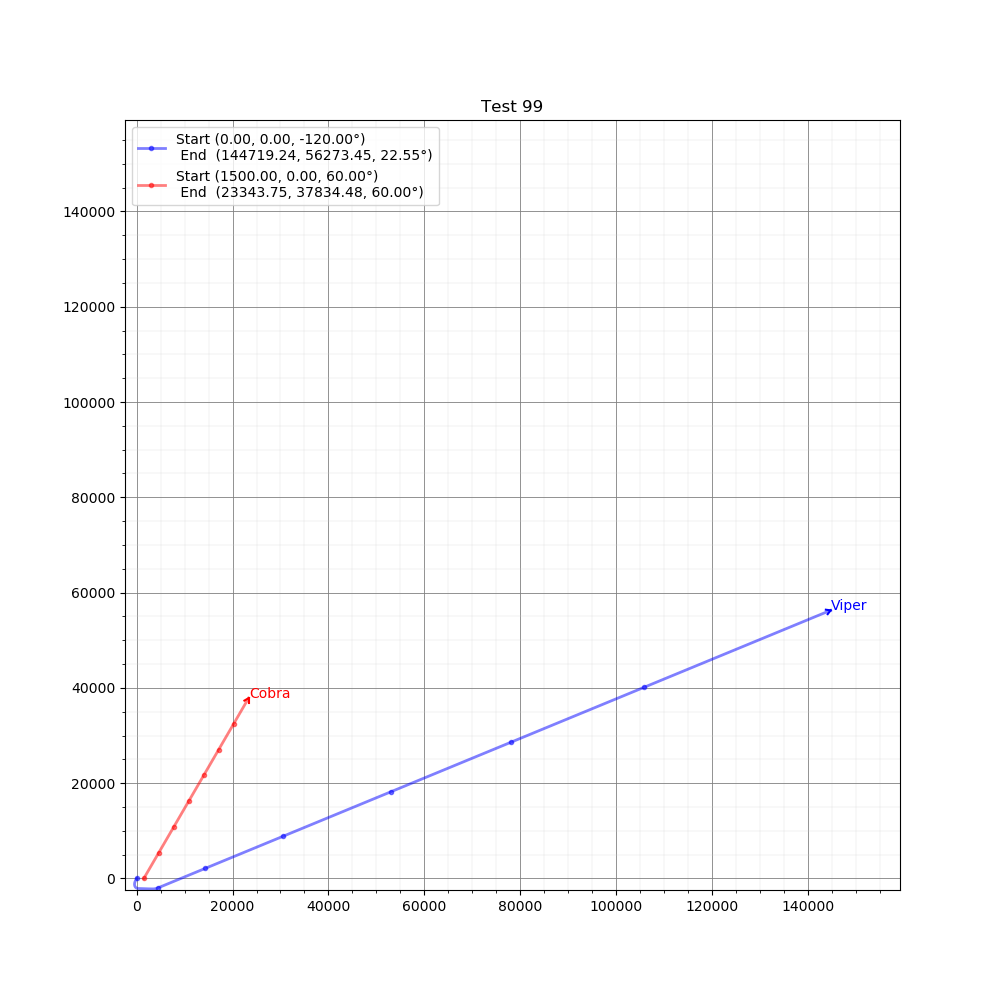 Test 99
Start (0.00, 0.00, -120.00°)
End (144719.24, 56273.45, 22.55°)
Start (1500.00, 0.00, 60.00°)
End (23343.75, 37834.48, 60.00°)
140000
120000
100000
80000
60000
40000
20000
0
Viper
Cobra
0 20000 40000 60000 80000 100000 120000 140000